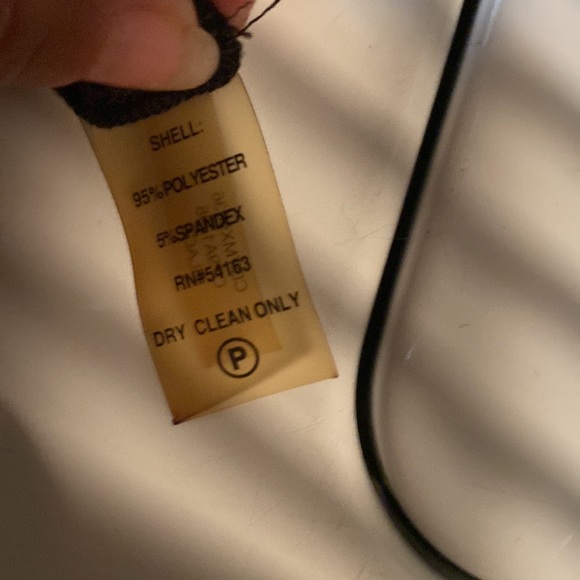 SHELL:
95% POLYESTER
5% SPANDEX
RN#54163
DRY CLEAN ONLY
P